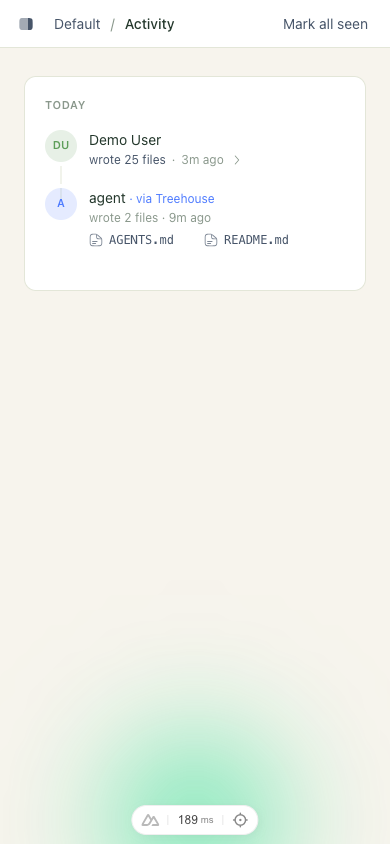 Default / Activity
Mark all seen
TODAY
DU
Demo User
wrote 25 files · 3m ago
A
agent · via Treehouse
wrote 2 files · 9m ago
AGENTS.md
README.md
189 ms